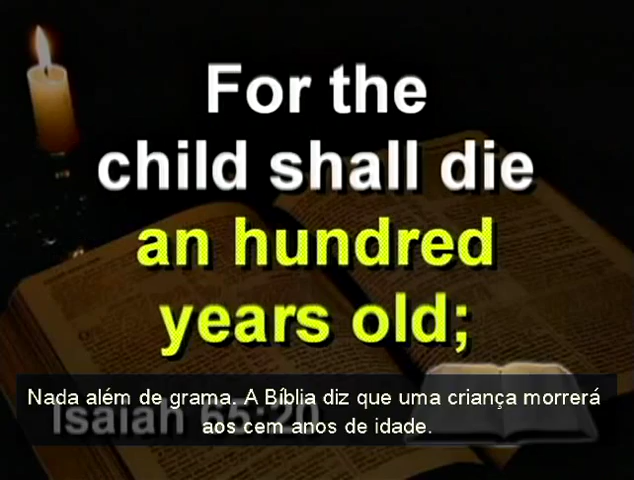 For the
child shall die
an hundred
years old;
Nada além de grama. A Bíblia diz que uma criança morrerá
aos cem anos de idade.
Isaiah 65:20